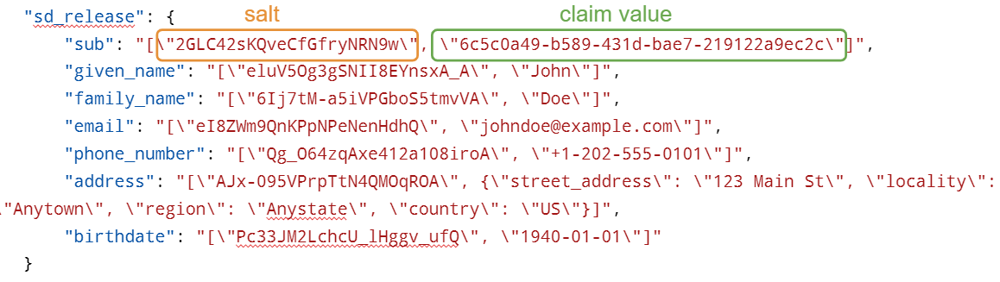 salt claim value
"sd_release": {
"sub": "[\"2GLC42sKQveCfGfryNRN9w\", \"6c5c0a49-b589-431d-bae7-219122a9ec2c\"]",
"given_name": "[\"eluV5Og3gSNII8EYnsxA_A\", \"John\"]",
"family_name": "[\"6Ij7tM-a5iVPGboS5tmvVA\", \"Doe\"]",
"email": "[\"eI8ZWm9QnKPpNPeNenHdhQ\", \"johndoe@example.com\"]",
"phone_number": "[\"Qg_O64zqAxe412a108iroA\", \"+1-202-555-0101\"]",
"address": "[\"AJx-095VPrpTtN4QMOqROA\", {\"street_address\": \"123 Main St\", \"locality\":
\"Anytown\", \"region\": \"Anystate\", \"country\": \"US\"}]",
"birthdate": "[\"Pc33JM2LchcU_lHggv_ufQ\", \"1940-01-01\"]"
}